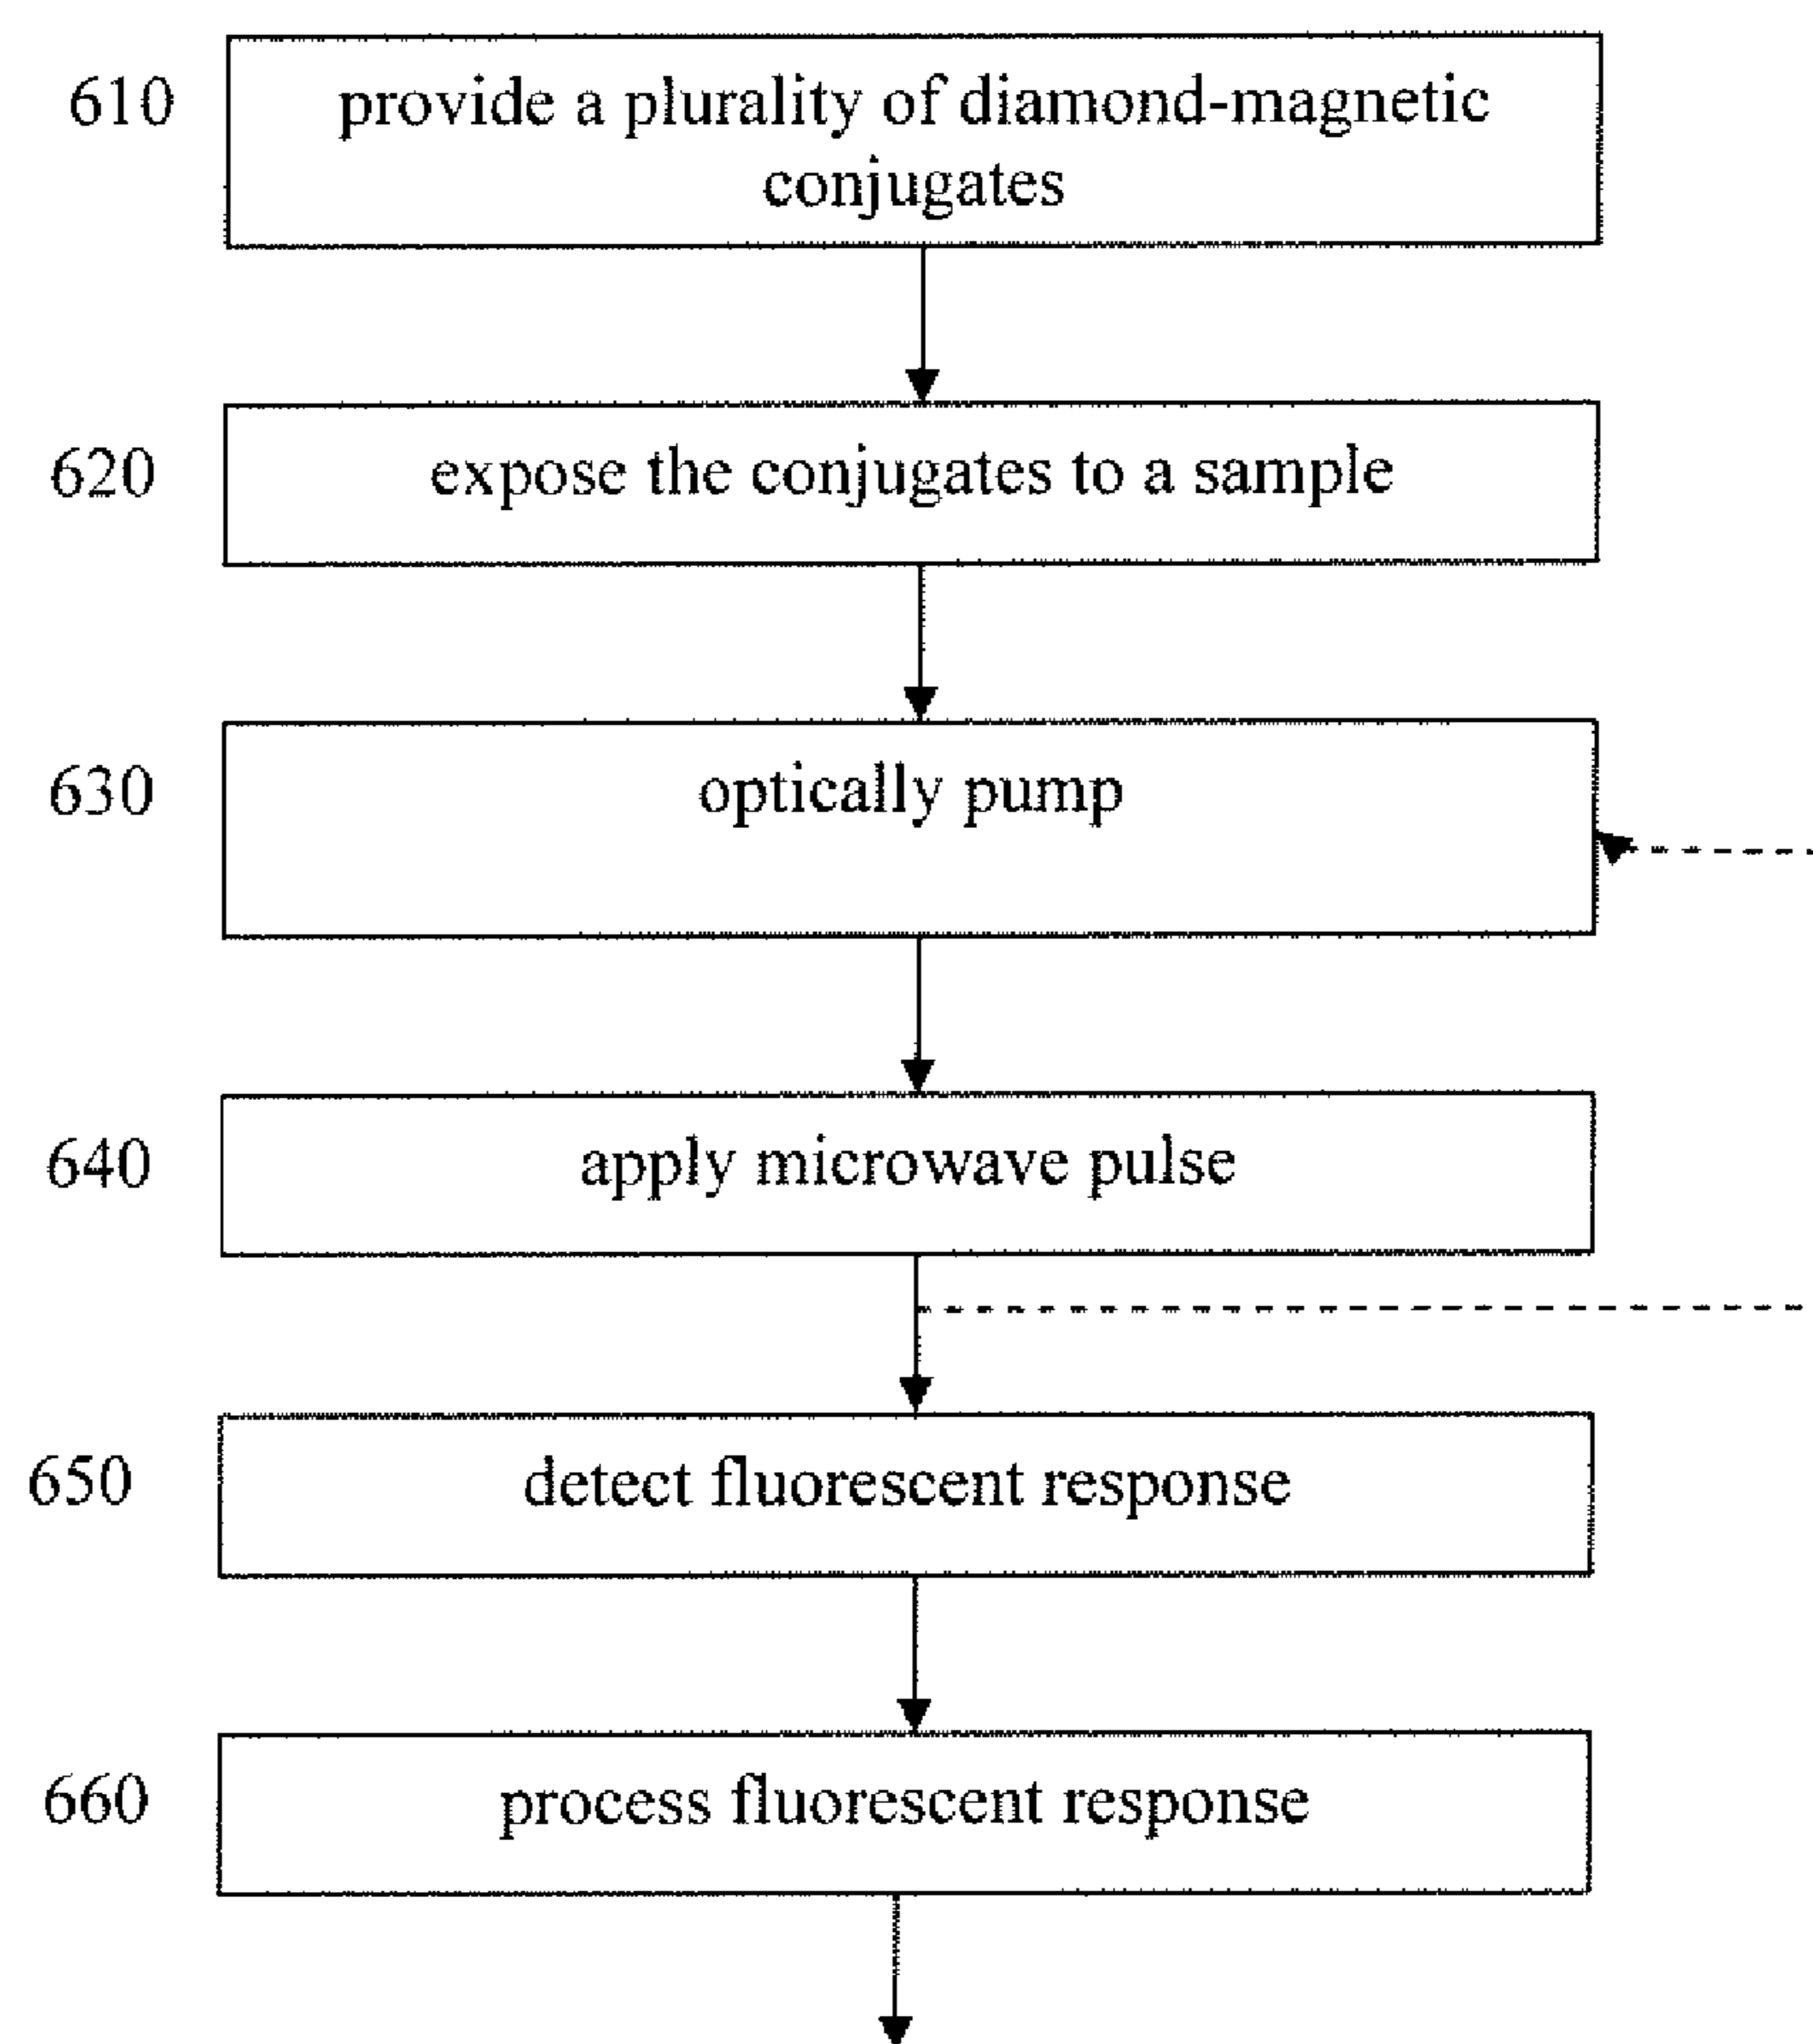 610
provide a plurality of diamond-magnetic
conjugates
620
expose the conjugates to a sample
630
optically pump
640
apply microwave pulse
650
detect fluorescent response
660
process fluorescent response